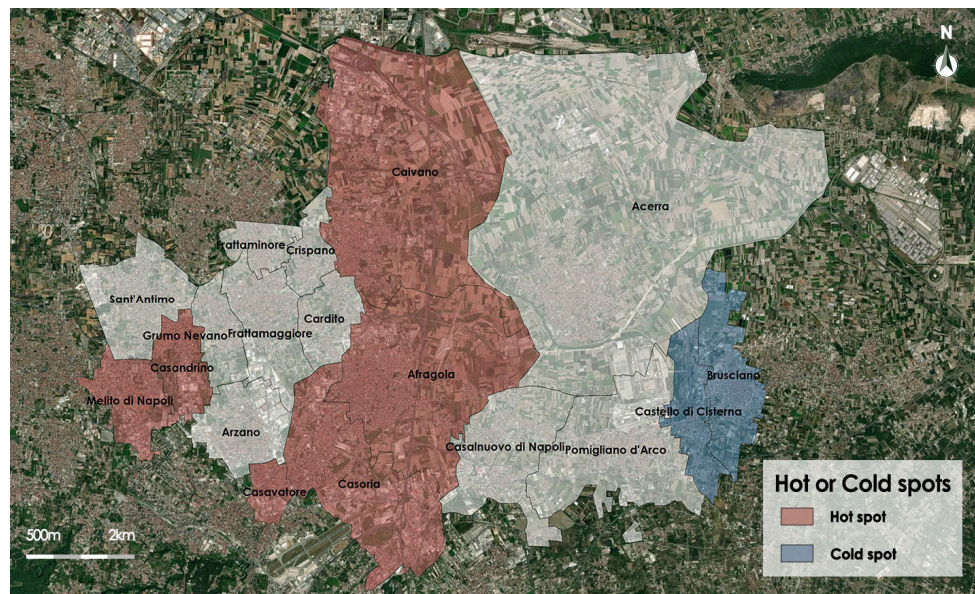 N
Caivano
Acerra
Frattaminore
Crispano
Sant'Antimo
Cardito
Grumo Nevano
Frattamaggiore
Casandrino
Afragola
Brusciano
Melito di Napoli
Castello di Cisterna
Arzano
Casalnuovo di Napoli
Pomigliano d'Arco
Casavatore
Casoria
Hot or Cold spots
Hot spot
Cold spot
500m 2km